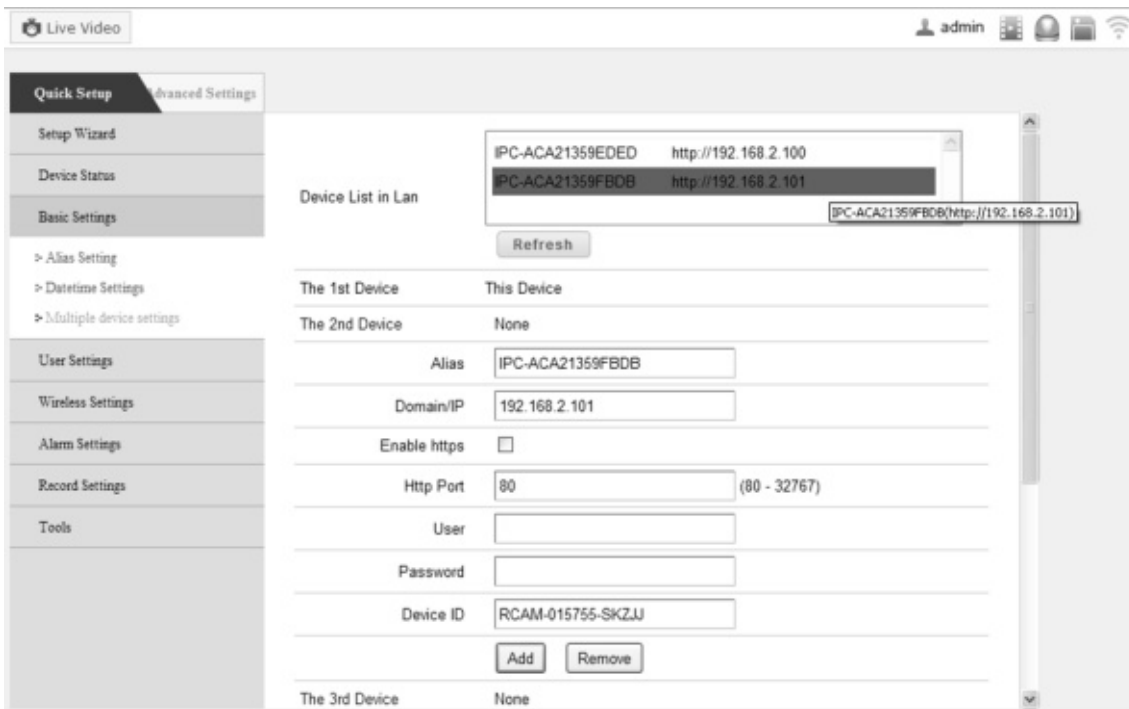 Live Video
admin
Quick Setup
Advanced Settings
Setup Wizard
Device Status
Basic Settings
> Alias Setting
> Datetime Settings
> Multiple device settings
User Settings
Wireless Settings
Alarm Settings
Record Settings
Tools
Device List in Lan
IPC-ACA21359EDED http://192.168.2.100
IPC-ACA21359FBDB http://192.168.2.101
IPC-ACA21359FBDB(http://192.168.2.101)
Refresh
The 1st Device This Device
The 2nd Device None
Alias IPC-ACA21359FBDB
Domain/IP 192.168.2.101
Enable https
Http Port 80 (80 - 32767)
User
Password
Device ID RCAM-015755-SKZJJ
Add Remove
The 3rd Device None